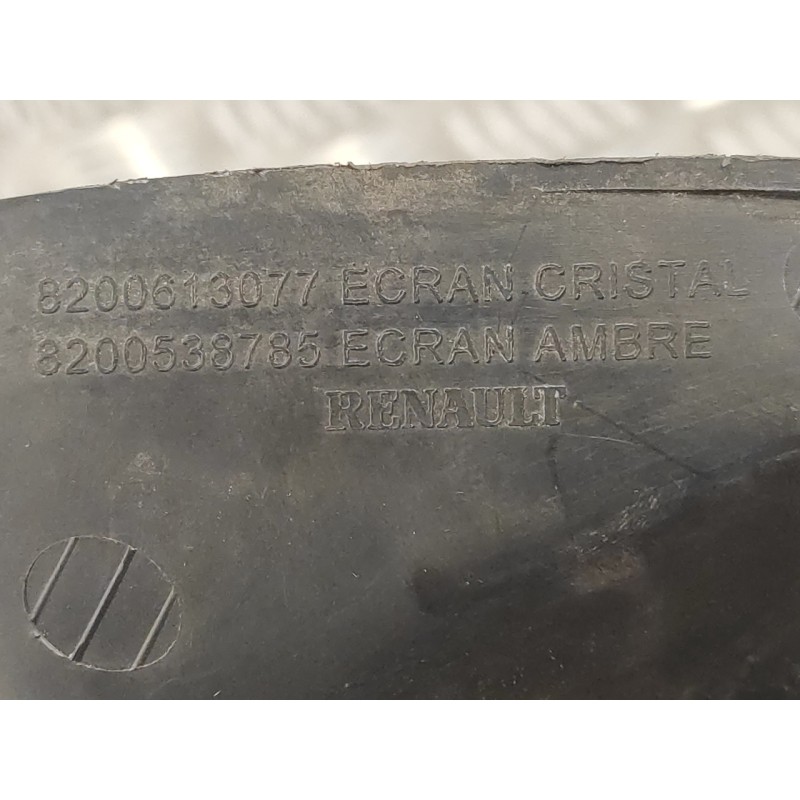 8200613077 ECRAN CRISTAL
8200538785 ECRAN AMBRE
RENAULT